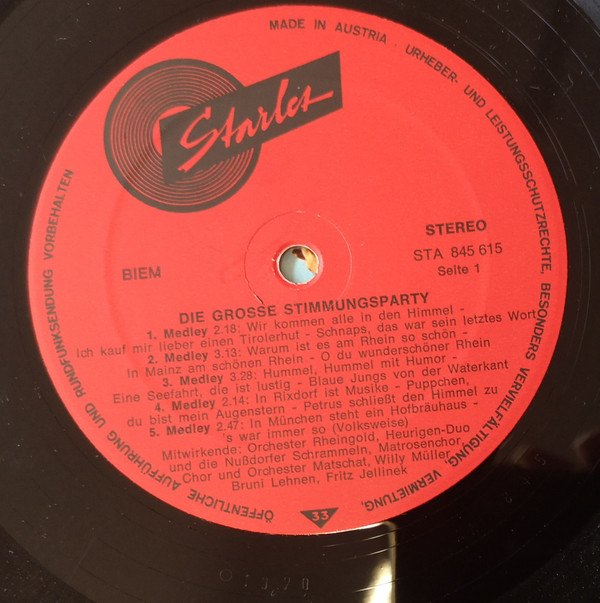 MADE IN AUSTRIA · URHEBER- UND LEISTUNGSSCHUTZRECHTE, BESONDERS VERVIELFÄLTIGUNG, VERMIETUNG,
ÖFFENTLICHE AUFFÜHRUNG UND RUNDFUNKSENDUNG VORBEHALTEN
Starlet
STEREO
STA 845 615
Seite 1
BIEM
DIE GROSSE STIMMUNGSPARTY
1. Medley 2.18: Wir kommen alle in den Himmel -
Ich kauf mir lieber einen Tirolerhut - Schnaps, das war sein letztes Wort
2. Medley 3.13: Warum ist es am Rhein so schön -
In Mainz am schönen Rhein - O du wunderschöner Rhein
3. Medley 3.28: Hummel, Hummel mit Humor -
Eine Seefahrt, die ist lustig - Blaue Jungs von der Waterkant
4. Medley 2.14: In Rixdorf ist Musike - Puppchen,
du bist mein Augenstern - Petrus schließt den Himmel zu
5. Medley 2.47: In München steht ein Hofbräuhaus -
's war immer so (Volksweise)
Mitwirkende: Orchester Rheingold, Heurigen-Duo
und die Nußdorfer Schrammeln, Matrosenchor,
Chor und Orchester Matschat, Willy Müller,
Bruni Lehnen, Fritz Jellinek
33